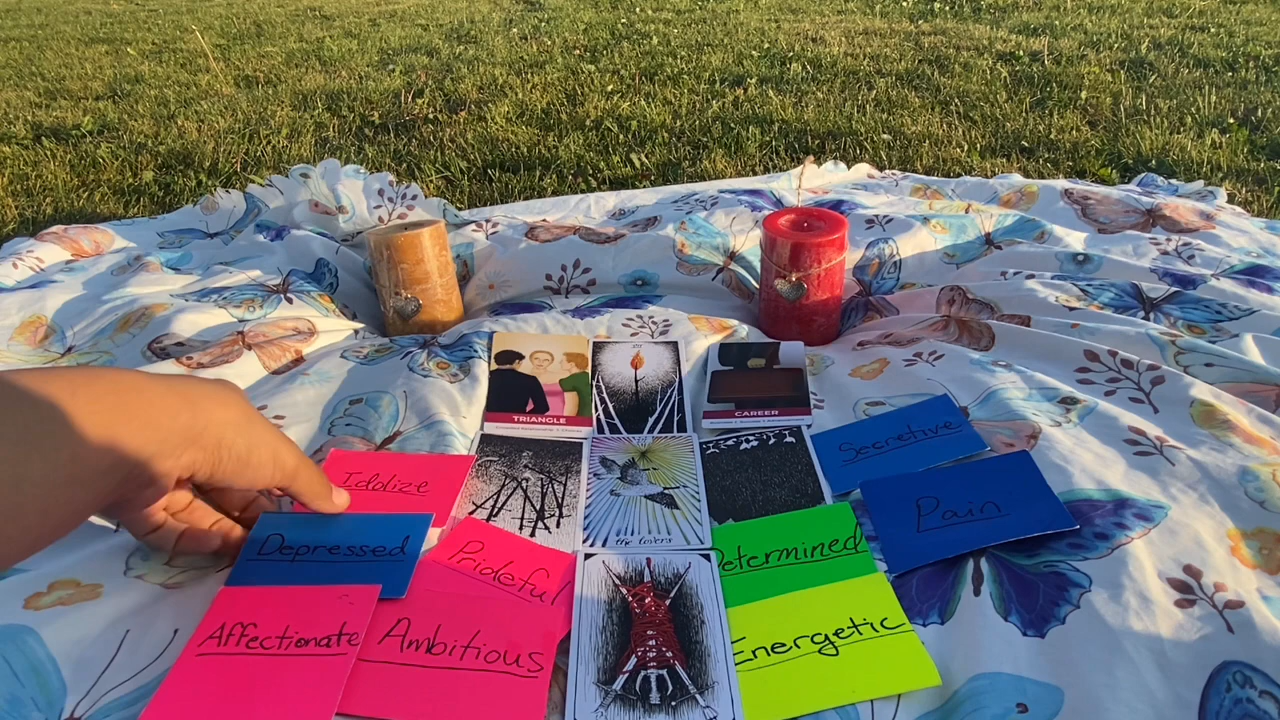 TRIANGLE
CAREER
Secretive
Idolize
Pain
Depressed
Prideful
Determined
the lovers
Affectionate
Ambitious
Energetic